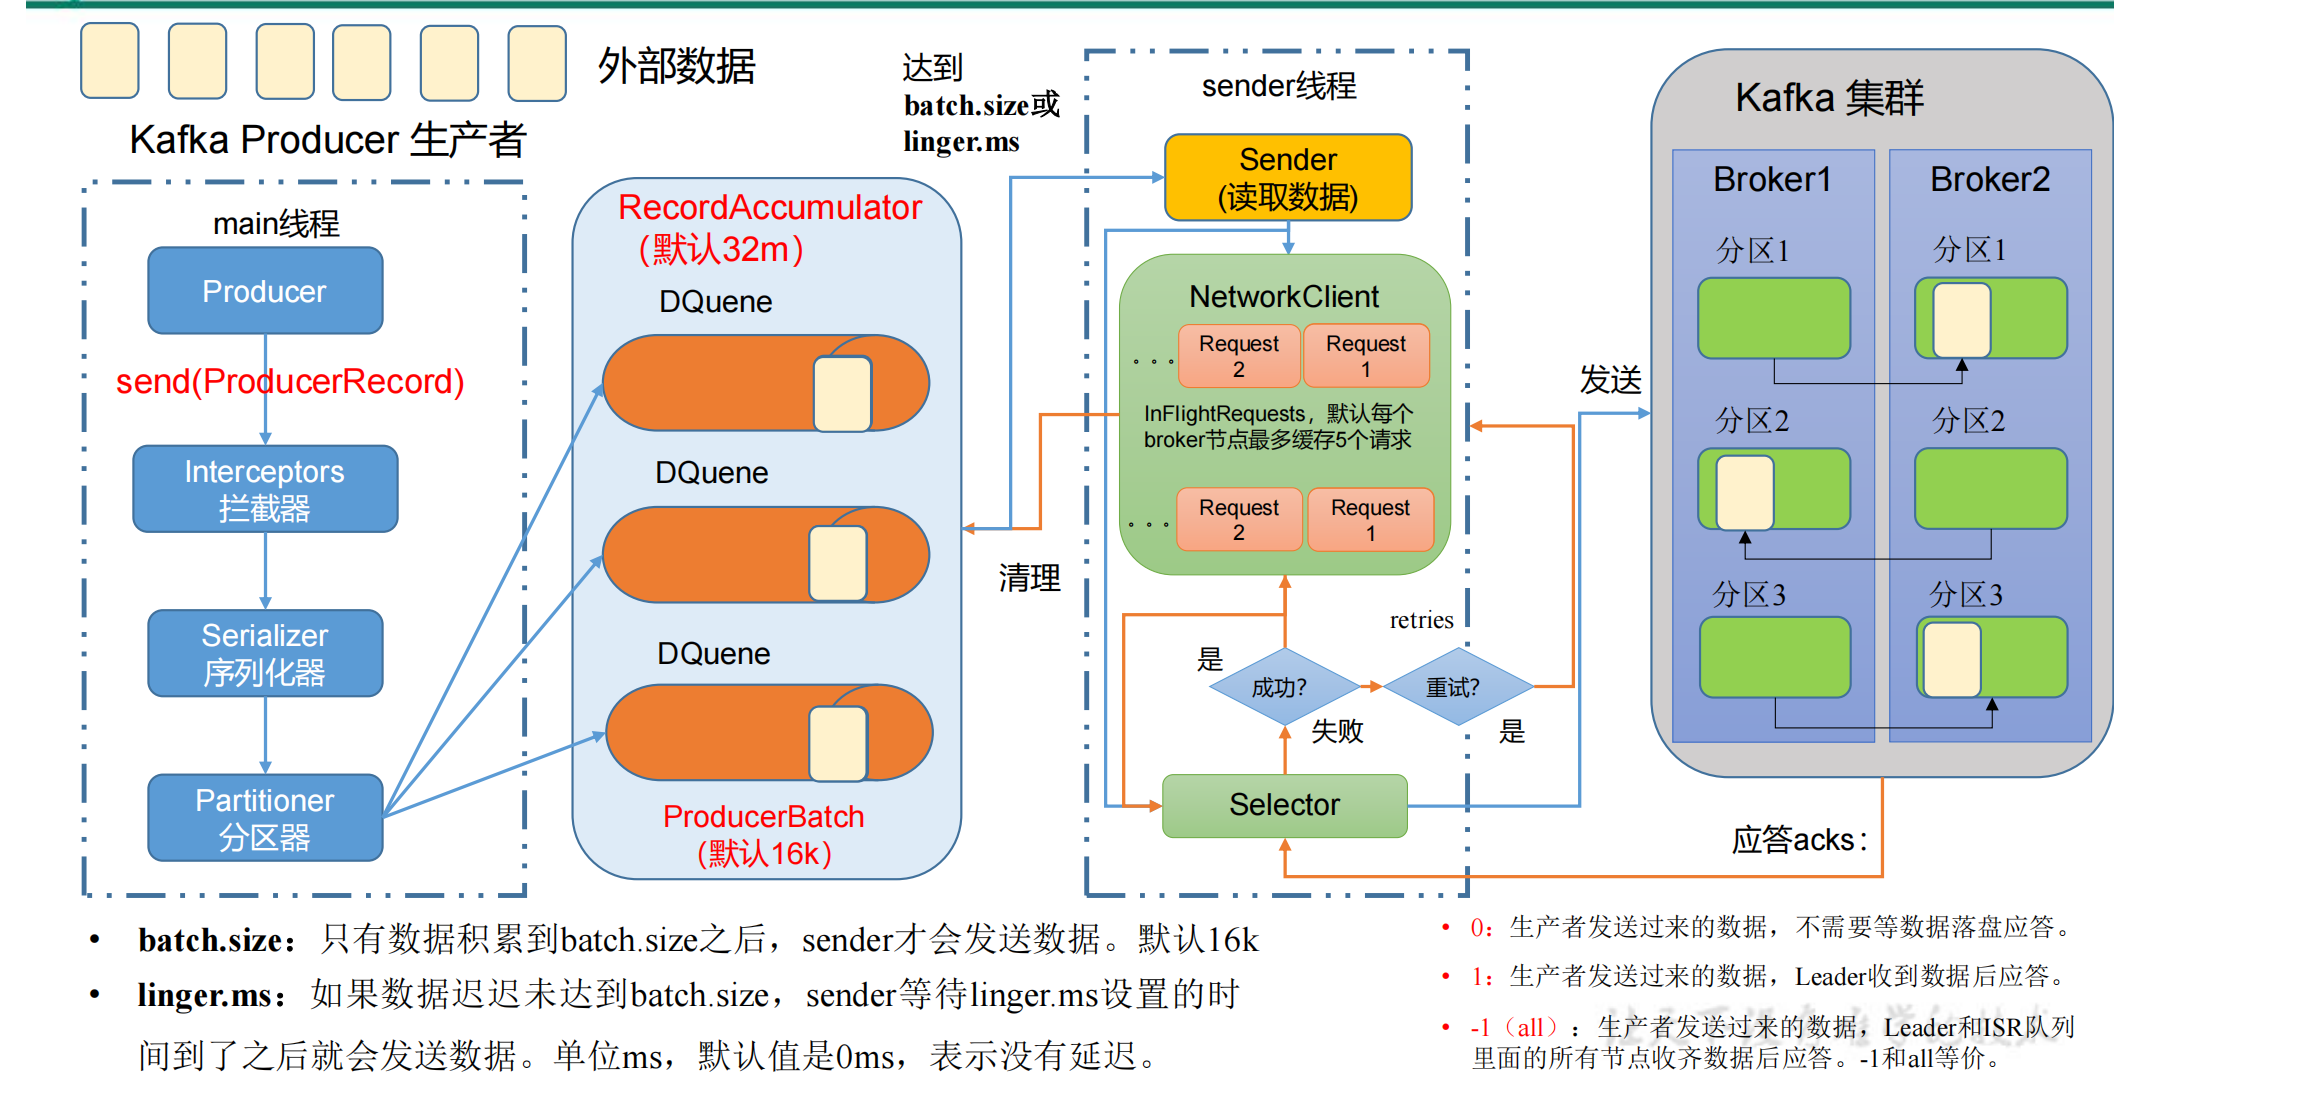 外部数据
Kafka Producer 生产者
main线程
Producer
send(ProducerRecord)
Interceptors
拦截器
Serializer
序列化器
Partitioner
分区器
RecordAccumulator
（默认32m）
DQuene
DQuene
DQuene
ProducerBatch
（默认16k）
达到
batch.size或
linger.ms
清理
sender线程
Sender
(读取数据)
NetworkClient
。。。
Request
2
Request
1
InFlightRequests，默认每个
broker节点最多缓存5个请求
。。。
Request
2
Request
1
retries
是
成功？
重试？
失败
是
Selector
发送
Kafka 集群
Broker1
Broker2
分区1
分区1
分区2
分区2
分区3
分区3
应答acks：
• batch.size：只有数据积累到batch.size之后，sender才会发送数据。默认16k
• linger.ms：如果数据迟迟未达到batch.size，sender等待linger.ms设置的时
间到了之后就会发送数据。单位ms，默认值是0ms，表示没有延迟。
• 0：生产者发送过来的数据，不需要等数据落盘应答。
• 1：生产者发送过来的数据，Leader收到数据后应答。
• -1（all）：生产者发送过来的数据，Leader和ISR队列
里面的所有节点收齐数据后应答。-1和all等价。